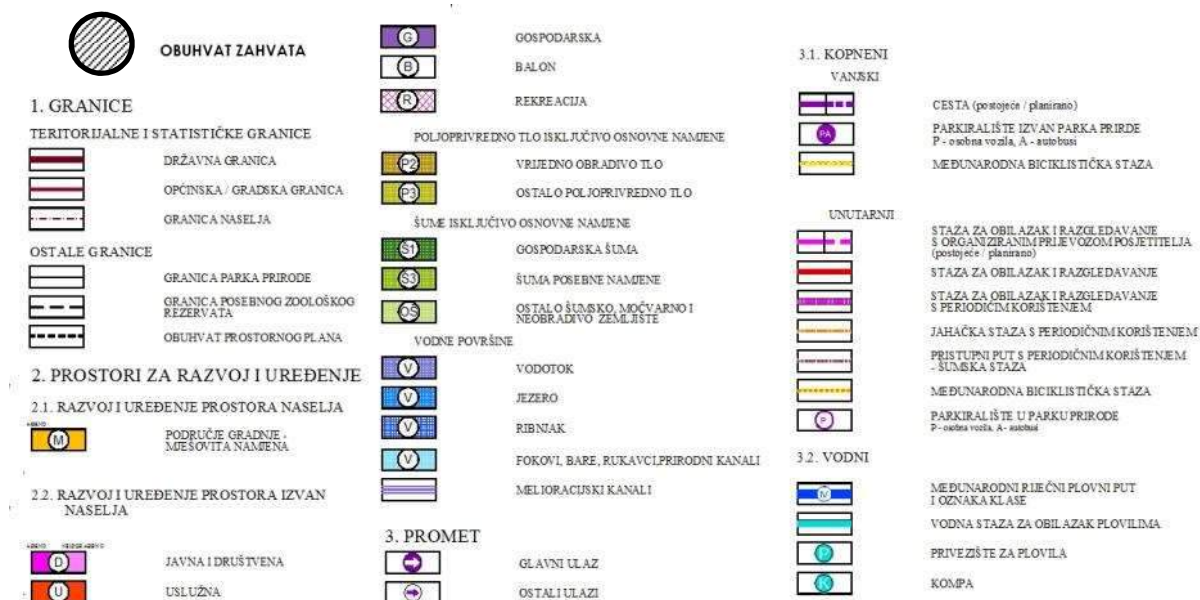 OBUHVAT ZAHVATA
1. GRANICE
TERITORIJALNE I STATISTIČKE GRANICE
DRŽAVNA GRANICA
OPĆINSKA / GRADSKA GRANICA
GRANICA NASELJA
OSTALE GRANICE
GRANICA PARKA PRIRODE
GRANICA POSEBNOG ZOOLOŠKOG
REZERVATA
OBUHVAT PROSTORNOG PLANA
2. PROSTORI ZA RAZVOJ I UREĐENJE
2.1. RAZVOJ I UREĐENJE PROSTORA NASELJA
M
PODRUČJE GRADNJE -
MJEŠOVITA NAMJENA
2.2. RAZVOJ I UREĐENJE PROSTORA IZVAN
NASELJA
D JAVNA I DRUŠTVENA
U USLUŽNA
G GOSPODARSKA
B BALON
R REKREACIJA
POLJOPRIVREDNO TLO ISKLJUČIVO OSNOVNE NAMJENE
P2 VRIJEDNO OBRADIVO TLO
P3 OSTALO POLJOPRIVREDNO TLO
ŠUME ISKLJUČIVO OSNOVNE NAMJENE
S1 GOSPODARSKA ŠUMA
S3 ŠUMA POSEBNE NAMJENE
OŠ OSTALO ŠUMSKO, MOČVARNO I
NEOBRADIVO ZEMLJIŠTE
VODNE POVRŠINE
V VODOTOK
V JEZERO
V RIBNJAK
V FOKOVI, BARE, RUKAVCI,PRIRODNI KANALI
MELIORACIJSKI KANALI
3. PROMET
GLAVNI ULAZ
OSTALI ULAZI
3.1. KOPNENI
VANJSKI
CESTA (postojeće / planirano)
PA PARKIRALIŠTE IZVAN PARKA PRIRDE
P - osobna vozila, A - autobusi
MEĐUNARODNA BICIKLISTIČKA STAZA
UNUTARNJI
STAZA ZA OBILAZAK I RAZGLEDAVANJE
S ORGANIZIRANIM PRIJEVOZOM POSJETITELJA
(postojeće / planirano)
STAZA ZA OBILAZAK I RAZGLEDAVANJE
STAZA ZA OBILAZAK I RAZGLEDAVANJE
S PERIODIČIM KORIŠTENJEM
JAHAČKA STAZA S PERIODIČNIM KORIŠTENJEM
PRISTUPNI PUT S PERIODIČNIM KORIŠTENJEM
- ŠUMSKA STAZA
MEĐUNARODNA BICIKLISTIČKA STAZA
P PARKIRALIŠTE U PARKU PRIRODE
P - osobna vozila, A - autobusi
3.2. VODNI
IV MEĐUNARODNI RIJEČNI PLOVNI PUT
I OZNAKA KLASE
VODNA STAZA ZA OBILAZAK PLOVILIMA
P PRIVEZIŠTE ZA PLOVILA
K KOMPA